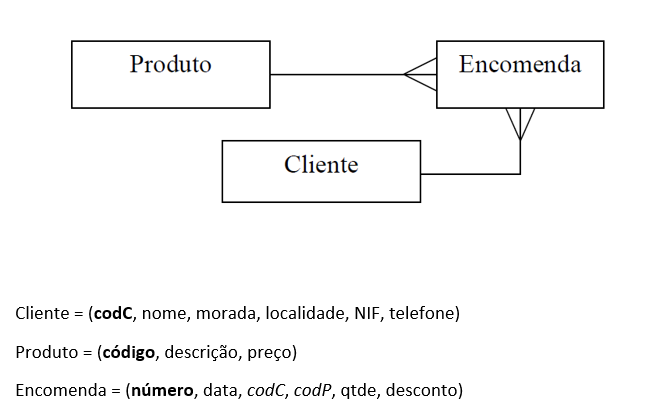 Produto
Encomenda
Cliente
Cliente = (codC, nome, morada, localidade, NIF, telefone)
Produto = (código, descrição, preço)
Encomenda = (número, data, codC, codP, qtde, desconto)